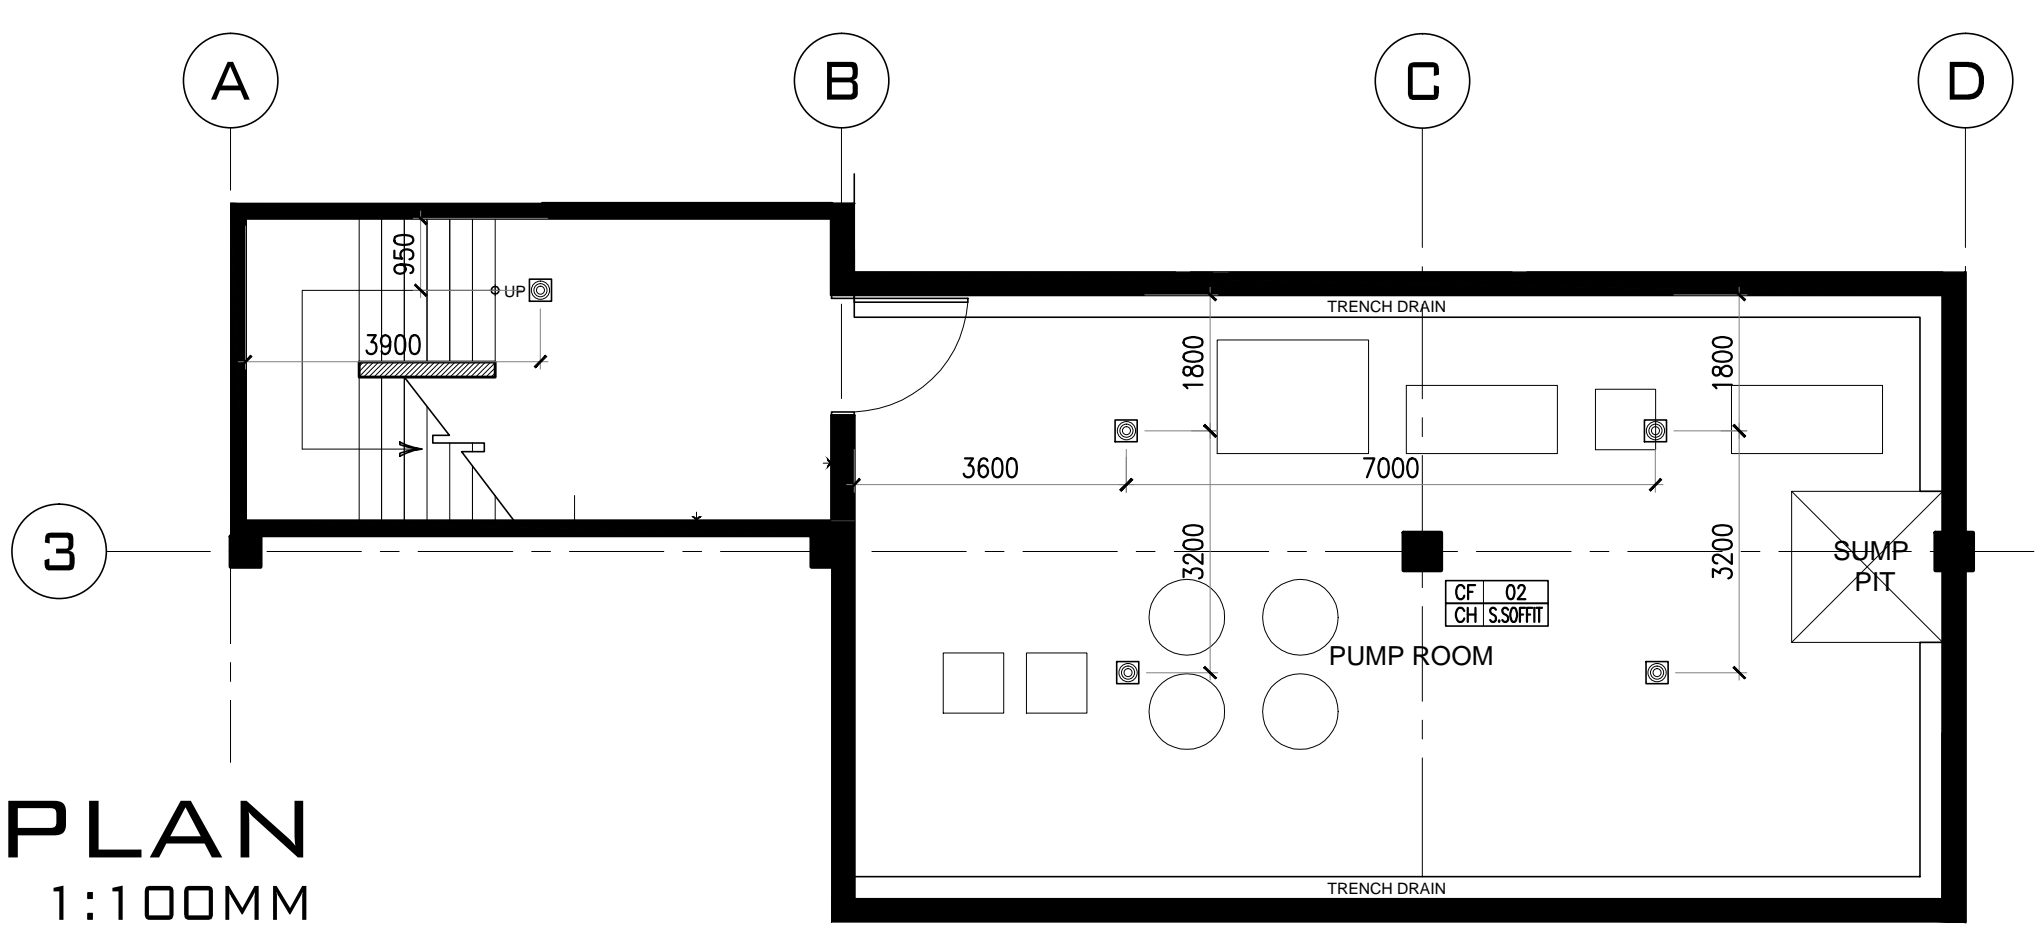 A
B
C
D
950
UP
3900
TRENCH DRAIN
1800
1800
3600
7000
3
3200
3200
SUMP
PIT
CF 02
CH S.SOFFIT
PUMP ROOM
PLAN
1:100MM
TRENCH DRAIN